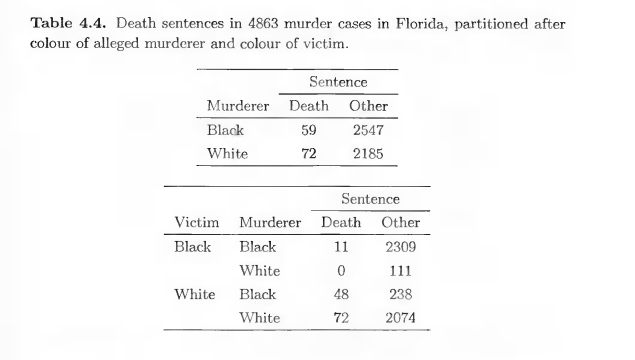 Table 4.4. Death sentences in 4863 murder cases in Florida, partitioned after
colour of alleged murderer and colour of victim.
Sentence
Murderer Death Other
Black 59 2547
White 72 2185
Sentence
Victim Murderer Death Other
Black Black 11 2309
White 0 111
White Black 48 238
White 72 2074